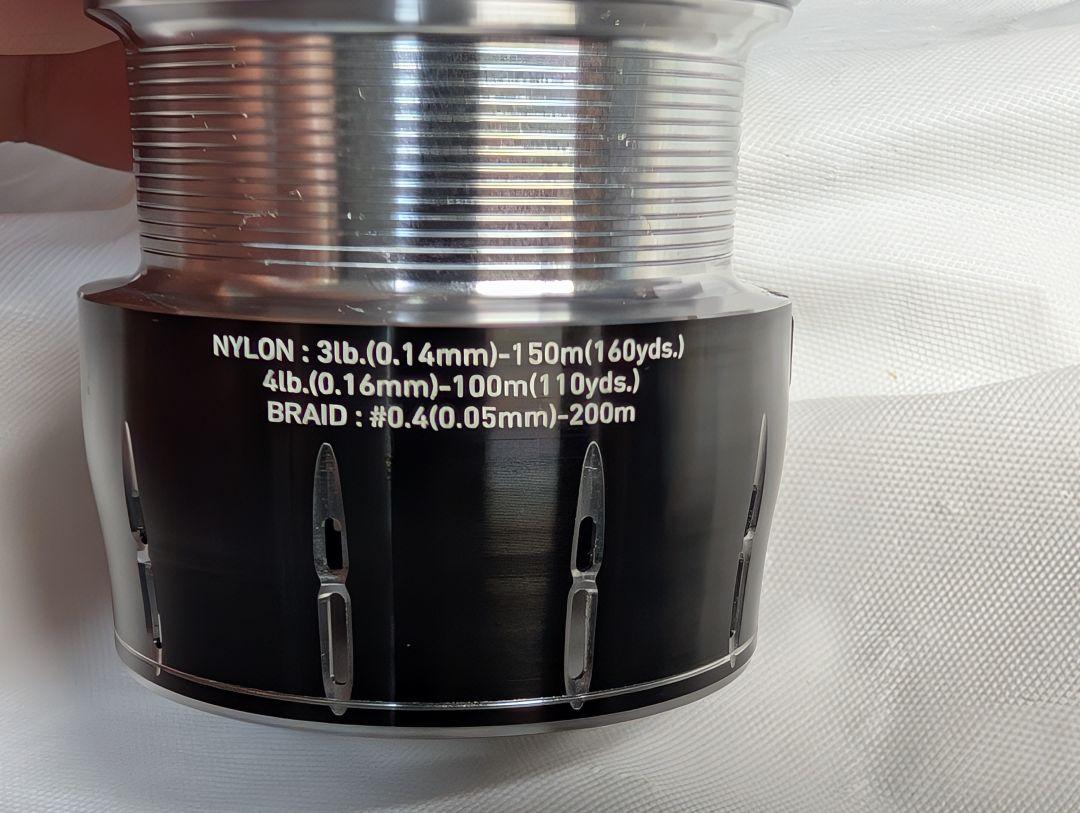 NYLON : 3lb.(0.14mm)-150m(160yds.)
4lb.(0.16mm)-100m(110yds.)
BRAID : #0.4(0.05mm)-200m